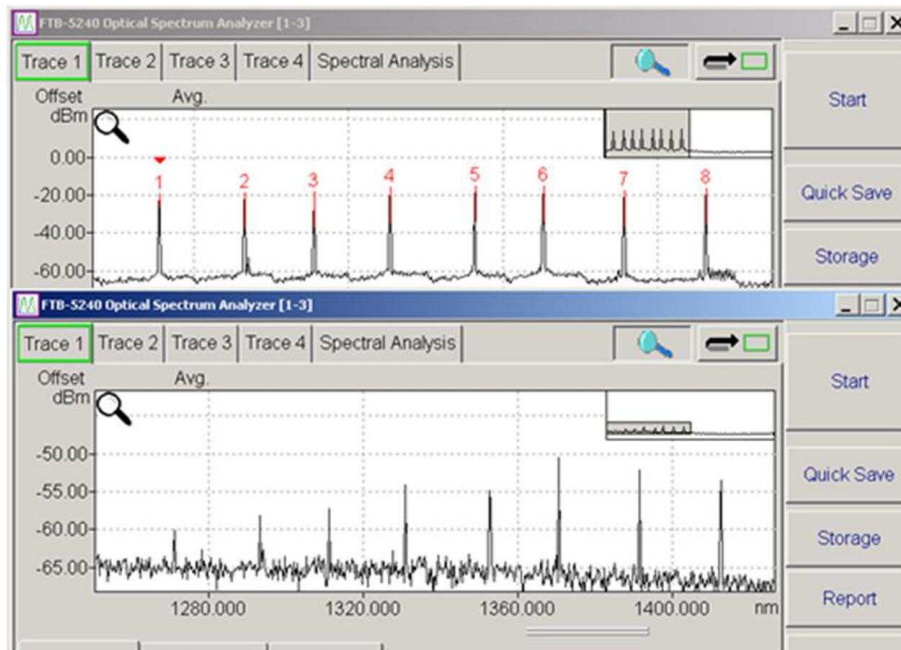 FTB-5240 Optical Spectrum Analyzer [1-3]
Trace 1 Trace 2 Trace 3 Trace 4 Spectral Analysis
Offset Avg.
dBm
Start
0.00
1 2 3 4 5 6 7 8
-20.00
Quick Save
-40.00
-60.00
Storage
FTB-5240 Optical Spectrum Analyzer [1-3]
Trace 1 Trace 2 Trace 3 Trace 4 Spectral Analysis
Offset Avg.
dBm
Start
-50.00
Quick Save
-55.00
-60.00
Storage
-65.00
1280.000 1320.000 1360.000 1400.000 nm
Report